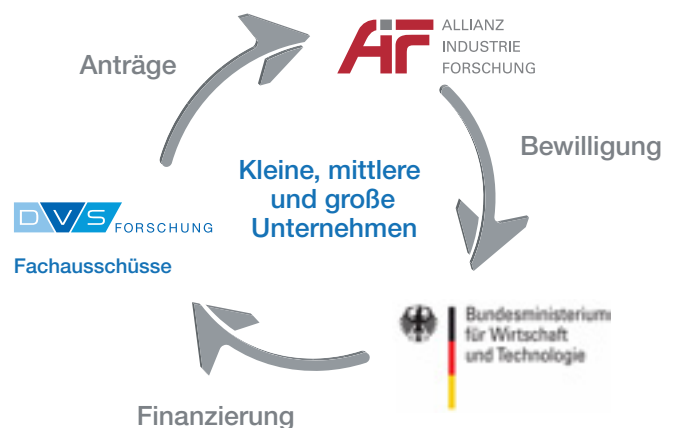 Anträge
AiF ALLIANZ
INDUSTRIE
FORSCHUNG
Bewilligung
Kleine, mittlere
und große
Unternehmen
DVS FORSCHUNG
Fachausschüsse
Bundesministerium
für Wirtschaft
und Technologie
Finanzierung